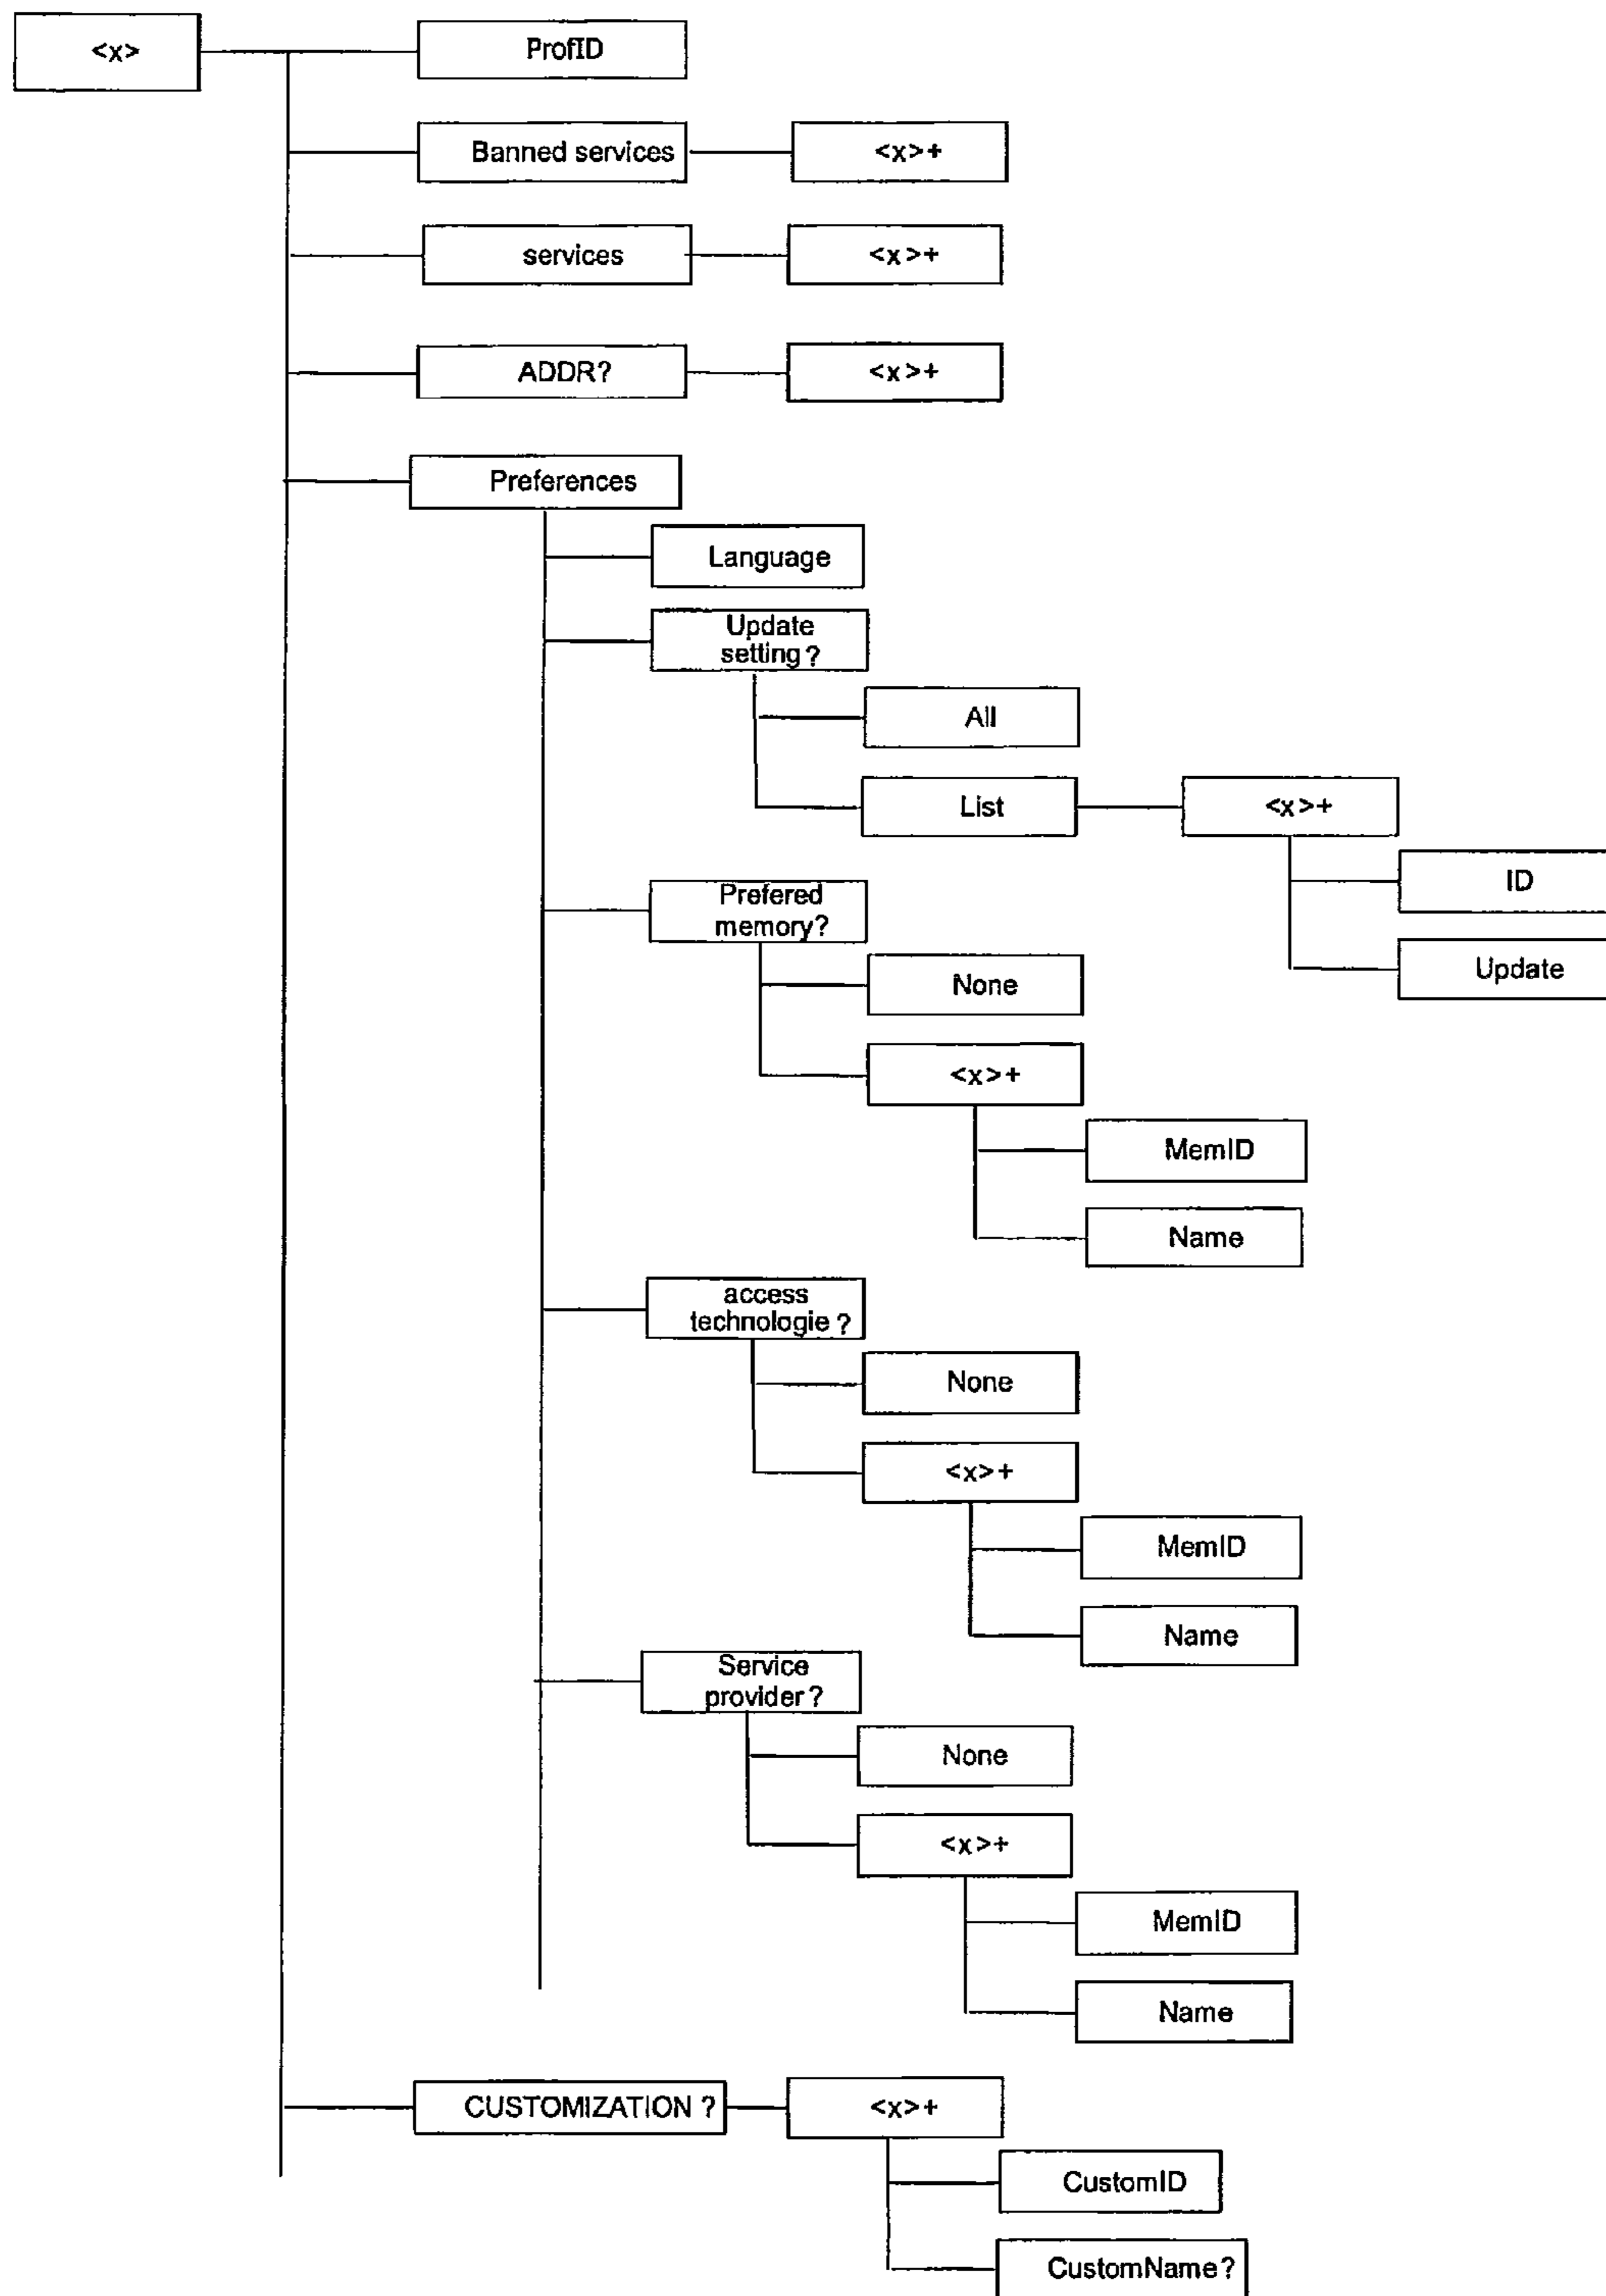 <x>
ProfID
Banned services
<x>+
services
<x>+
ADDR?
<x>+
Preferences
Language
Update
setting?
All
List
<x>+
ID
Update
Prefered
memory?
None
<x>+
MemID
Name
access
technologie?
None
<x>+
MemID
Name
Service
provider?
None
<x>+
MemID
Name
CUSTOMIZATION ?
<x>+
CustomID
CustomName?